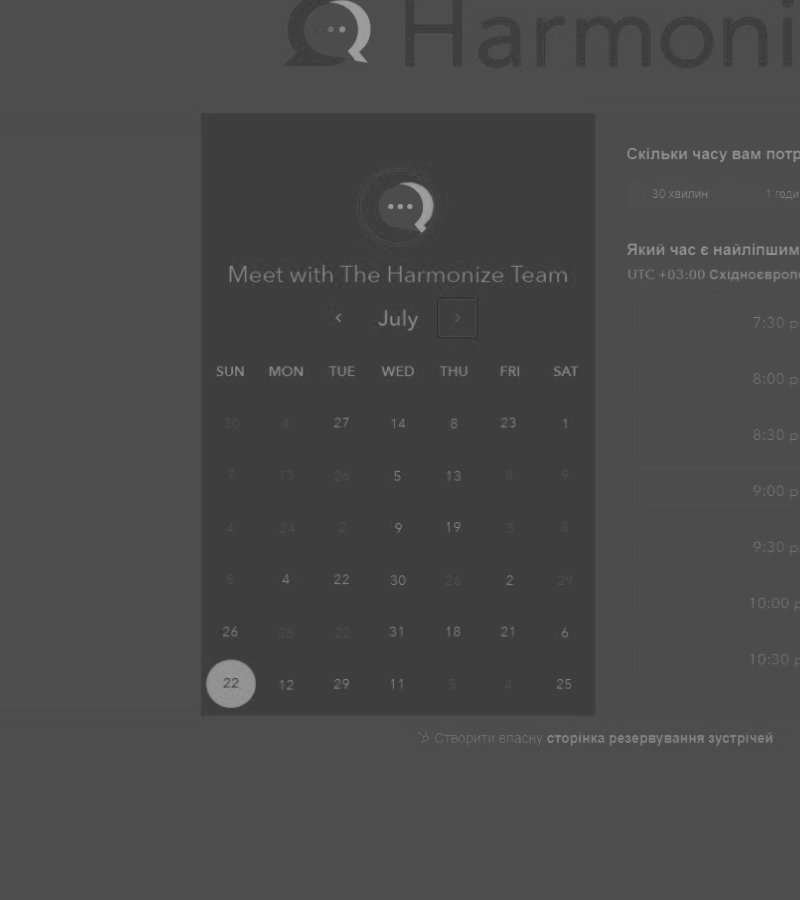 Harmoni
Meet with The Harmonize Team
‹ July ›
SUN MON TUE WED THU FRI SAT
30 4 27 14 8 23 1
7 13 26 5 13 8 9
4 24 2 9 19 3 8
5 4 22 30 26 2 29
26 28 22 31 18 21 6
22 12 29 11 5 4 25
Скільки часу вам потр
30 хвилин 1 годи
Який час є найліпшим
UTC +03:00 Східноєвропе
7:30 p
8:00 p
8:30 p
9:00 p
9:30 p
10:00 p
10:30 p
Створити власну сторінка резервування зустрічей